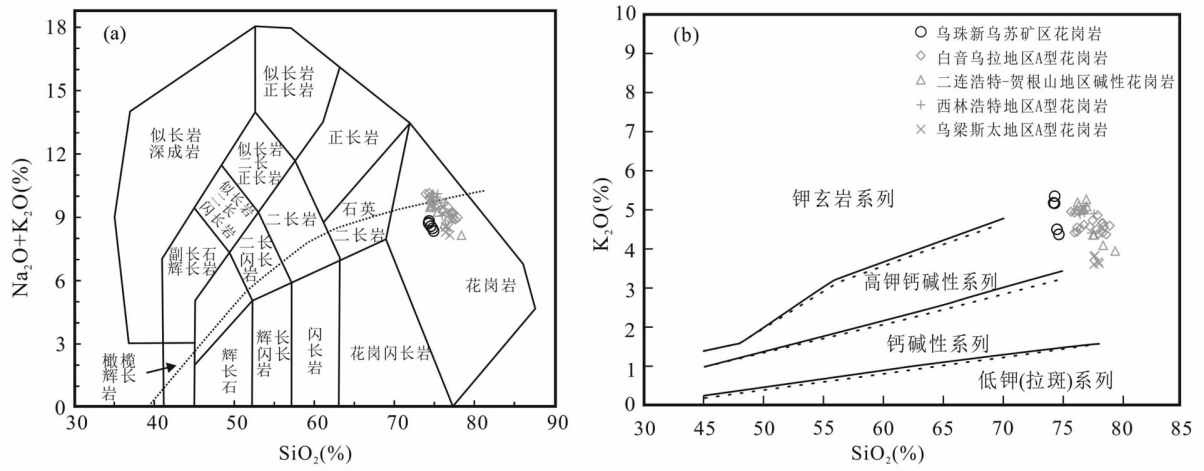 (a)
18
15
12
9
6
3
0
Na₂O+K₂O(%)
30
40
50
60
70
80
90
SiO₂(%)
似长岩
正长岩
似长岩
深成岩
正长岩
似长岩
二长
正长岩
似长岩
二长
闪长岩
二长岩
石英
二长岩
副长石
辉长岩
二长
闪长
岩
花岗岩
橄榄
辉长
岩
辉长石
辉长
闪长
岩
闪长岩
花岗闪长岩
(b)
10
9
8
7
6
5
4
3
2
1
0
K₂O(%)
30
45
50
55
60
65
70
75
80
85
SiO₂(%)
乌珠新乌苏矿区花岗岩
白音乌拉地区A型花岗岩
二连浩特-贺根山地区碱性花岗岩
西林浩特地区A型花岗岩
乌梁斯太地区A型花岗岩
钾玄岩系列
高钾钙碱性系列
钙碱性系列
低钾(拉斑)系列